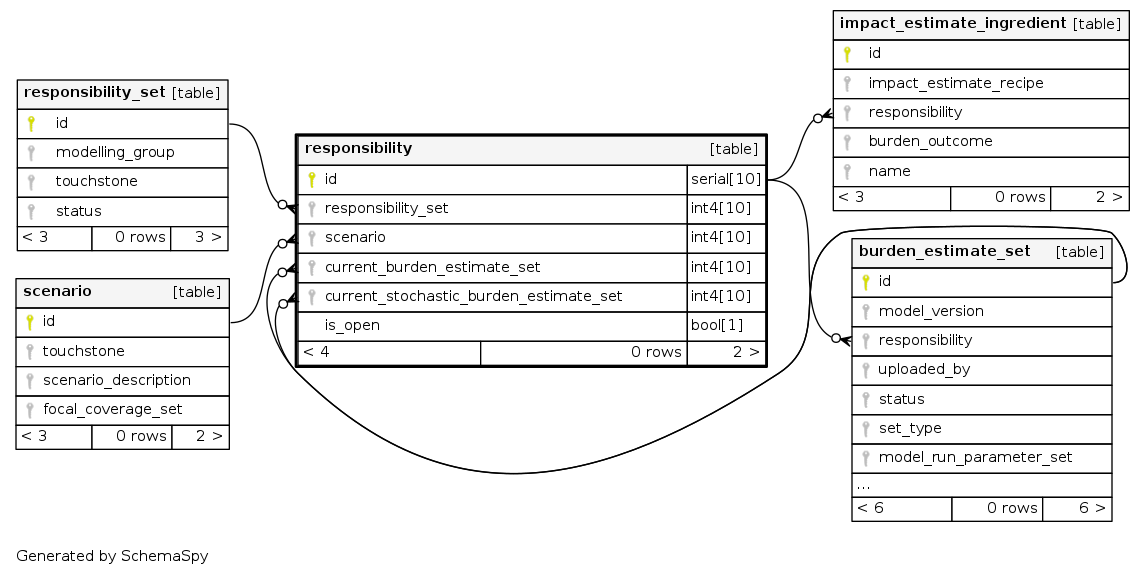 impact_estimate_ingredient [table]
id
impact_estimate_recipe
responsibility
burden_outcome
name
< 3 0 rows 2 >
responsibility_set [table]
id
modelling_group
touchstone
status
< 3 0 rows 3 >
responsibility [table]
id serial[10]
responsibility_set int4[10]
scenario int4[10]
current_burden_estimate_set int4[10]
current_stochastic_burden_estimate_set int4[10]
is_open bool[1]
< 4 0 rows 2 >
burden_estimate_set [table]
id
model_version
responsibility
uploaded_by
status
set_type
model_run_parameter_set
...
< 6 0 rows 6 >
scenario [table]
id
touchstone
scenario_description
focal_coverage_set
< 3 0 rows 2 >
Generated by SchemaSpy